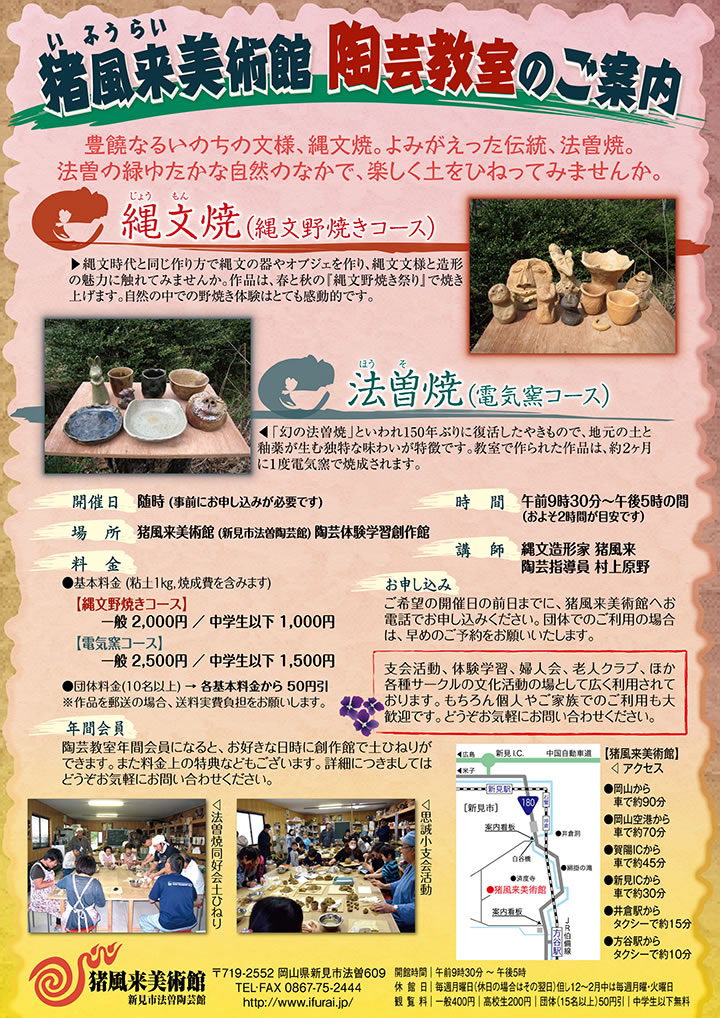 い ふうらい
猪風来美術館 陶芸教室のご案内
豊饒なるいのちの文様、縄文焼。よみがえった伝統、法曽焼。
法曽の緑ゆたかな自然のなかで、楽しく土をひねってみませんか。
じょう もん
縄文焼(縄文野焼きコース)
▶縄文時代と同じ作り方で縄文の器やオブジェを作り、縄文文様と造形
の魅力に触れてみませんか。作品は、春と秋の『縄文野焼き祭り』で焼き
上げます。自然の中での野焼き体験はとても感動的です。
ほう そ
法曽焼(電気窯コース)
◀「幻の法曽焼」といわれ150年ぶりに復活したやきもので、地元の土と
釉薬が生む独特な味わいが特徴です。教室で作られた作品は、約2ヶ月
に1度電気窯で焼成されます。
開催日 随時 (事前にお申し込みが必要です)
時 間 午前9時30分~午後5時の間
(およそ2時間が目安です)
場 所 猪風来美術館 (新見市法曽陶芸館) 陶芸体験学習創作館
講 師 縄文造形家 猪風来
陶芸指導員 村上原野
料 金
●基本料金 (粘土1kg,焼成費を含みます)
【縄文野焼きコース】
一般 2,000円 / 中学生以下 1,000円
【電気窯コース】
一般 2,500円 / 中学生以下 1,500円
●団体料金(10名以上) → 各基本料金から 50円引
※作品を郵送の場合、送料実費負担をお願いします。
お申し込み
ご希望の開催日の前日までに、猪風来美術館へお
電話でお申し込みください。団体でのご利用の場合
は、早めのご予約をお願いいたします。
支会活動、体験学習、婦人会、老人クラブ、ほか
各種サークルの文化活動の場として広く利用されて
おります。もちろん個人やご家族でのご利用も大
歓迎です。どうぞお気軽にお問い合わせください。
年間会員
陶芸教室年間会員になると、お好きな日時に創作館で土ひねりが
できます。また料金上の特典などもございます。詳細につきましては
どうぞお気軽にお問い合わせください。
◁法曽焼同好会土ひねり
◁思誠小支会活動
◀広島
新見I.C.
中国自動車道
◀米子
新見駅
[新見市]
180
案内看板
井倉洞
白谷橋
絹掛の滝
済度寺
猪風来美術館
案内看板
JR伯備線
方谷駅
【猪風来美術館】
◁ アクセス
●岡山から
車で約90分
●岡山空港から
車で約70分
●賀陽ICから
車で約45分
●新見ICから
車で約30分
●井倉駅から
タクシーで約15分
●方谷駅から
タクシーで約10分
猪風来美術館
新見市法曽陶芸館
〒719-2552 岡山県新見市法曽609
TEL・FAX 0867-75-2444
http://www.ifurai.jp/
開館時間|午前9時30分 ~ 午後5時
休 館 日|毎週月曜日(休日の場合はその翌日)但し12~2月中は毎週月曜・火曜日
観 覧 料|一般400円|高校生200円|団体(15名以上)50円引|中学生以下無料